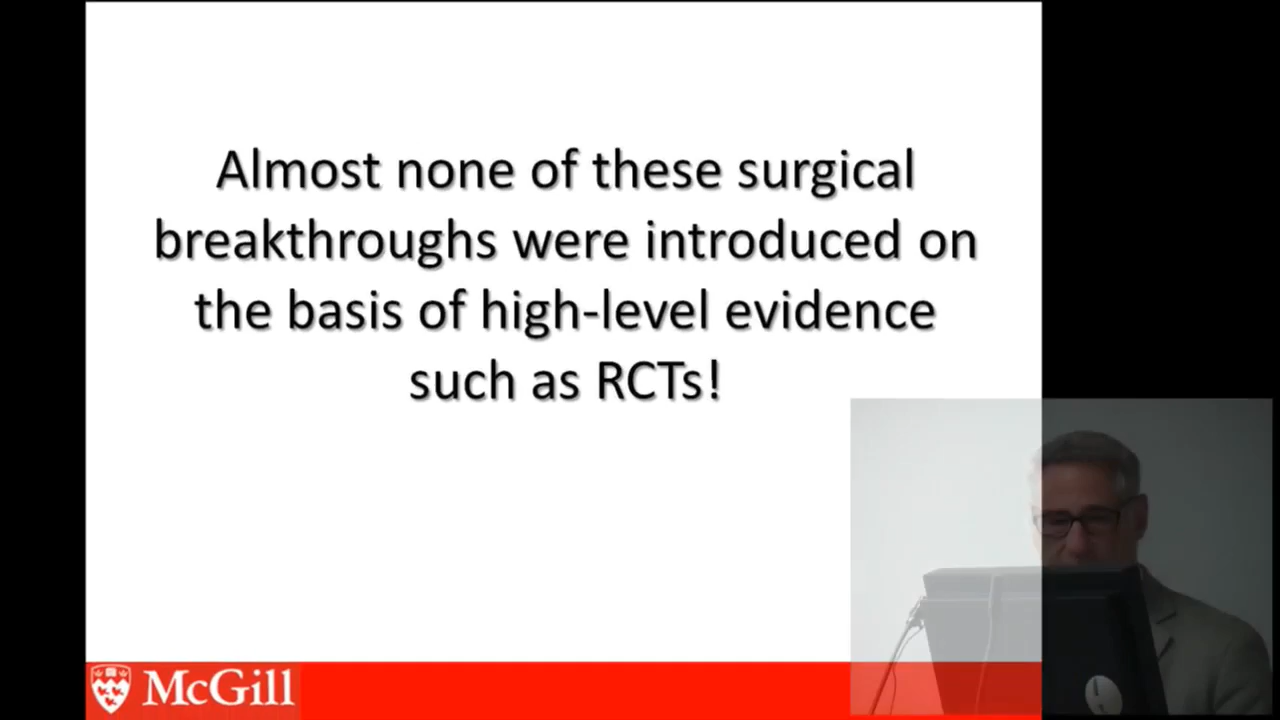 Almost none of these surgical
breakthroughs were introduced on
the basis of high-level evidence
such as RCTs!
McGill